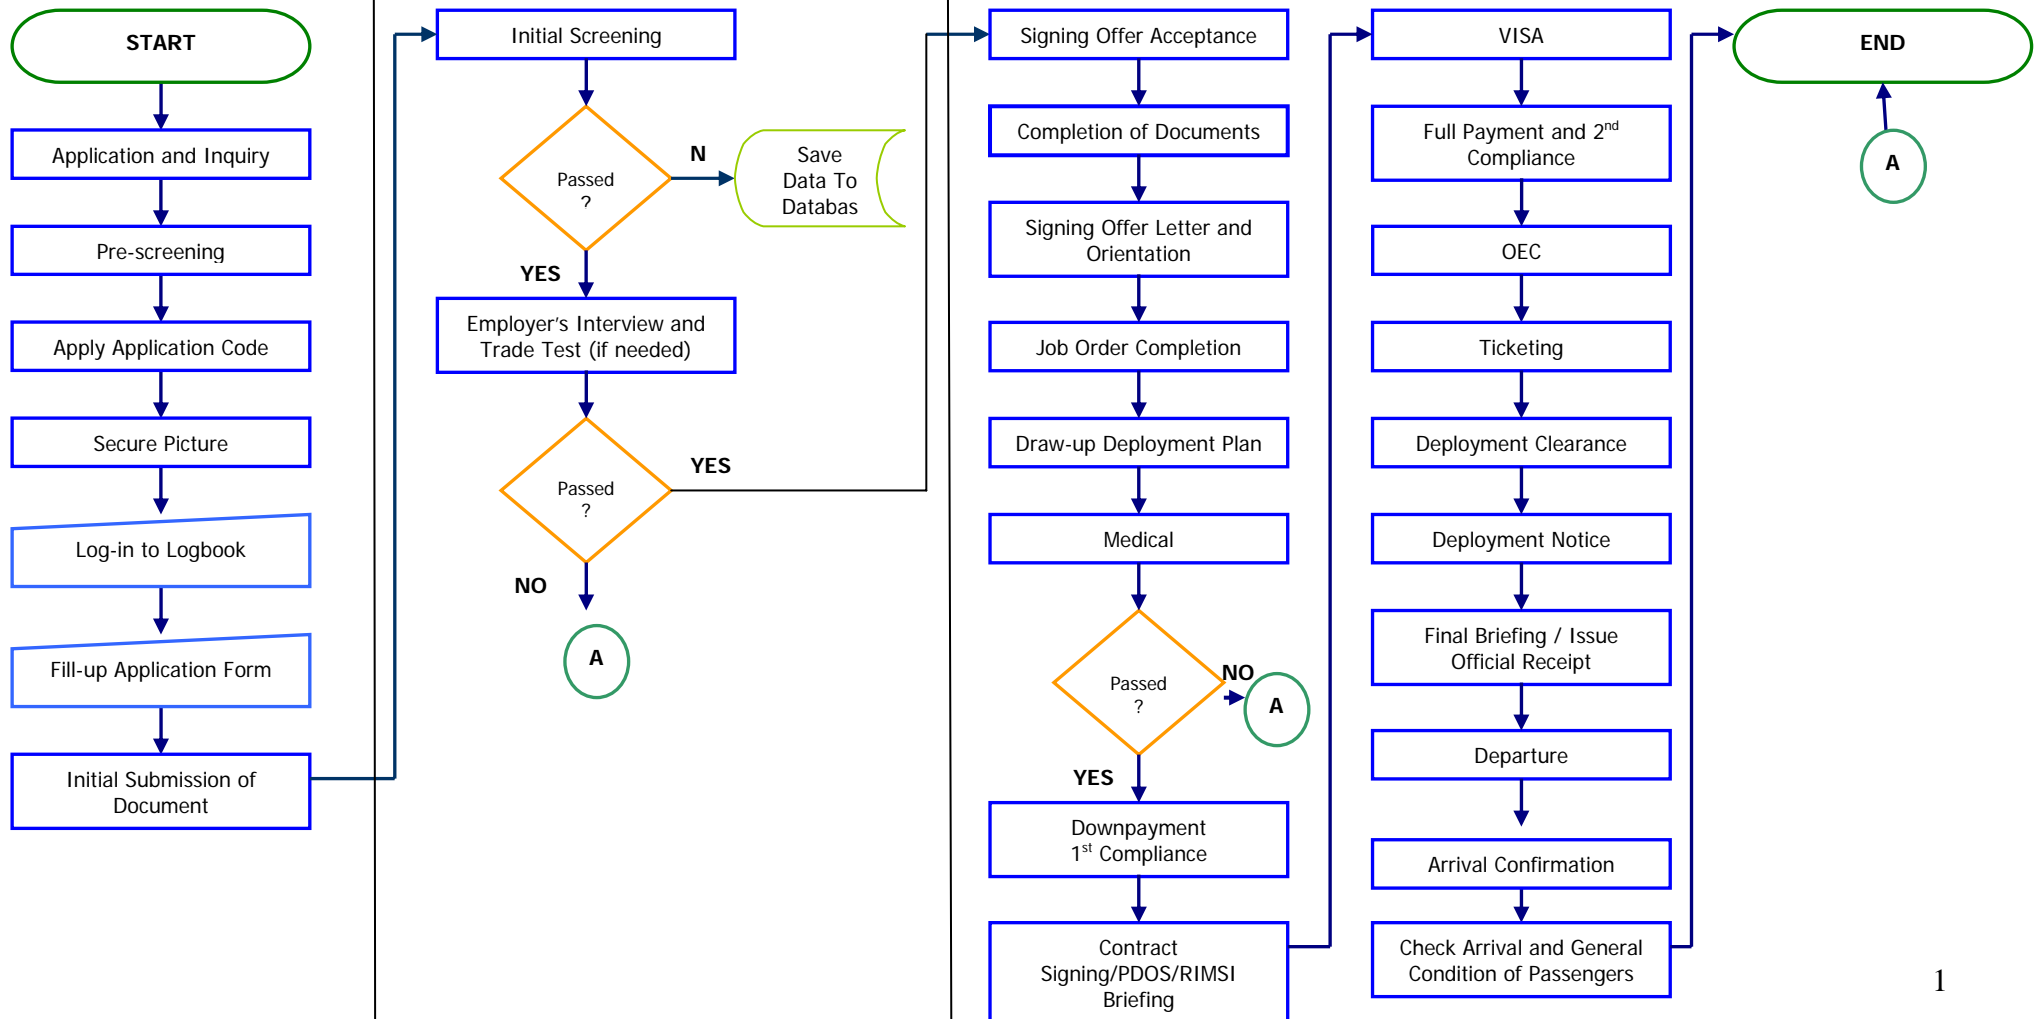 START
Application and Inquiry
Pre-screening
Apply Application Code
Secure Picture
Log-in to Logbook
Fill-up Application Form
Initial Submission of
Document
Initial Screening
Passed
?
N
Save
Data To
Databas
YES
Employer's Interview and
Trade Test (if needed)
Passed
?
YES
NO
A
Signing Offer Acceptance
Completion of Documents
Signing Offer Letter and
Orientation
Job Order Completion
Draw-up Deployment Plan
Medical
Passed
?
NO
A
YES
Downpayment
1st Compliance
Contract
Signing/PDOS/RIMSI
Briefing
VISA
Full Payment and 2nd
Compliance
OEC
Ticketing
Deployment Clearance
Deployment Notice
Final Briefing / Issue
Official Receipt
Departure
Arrival Confirmation
Check Arrival and General
Condition of Passengers
END
A
1